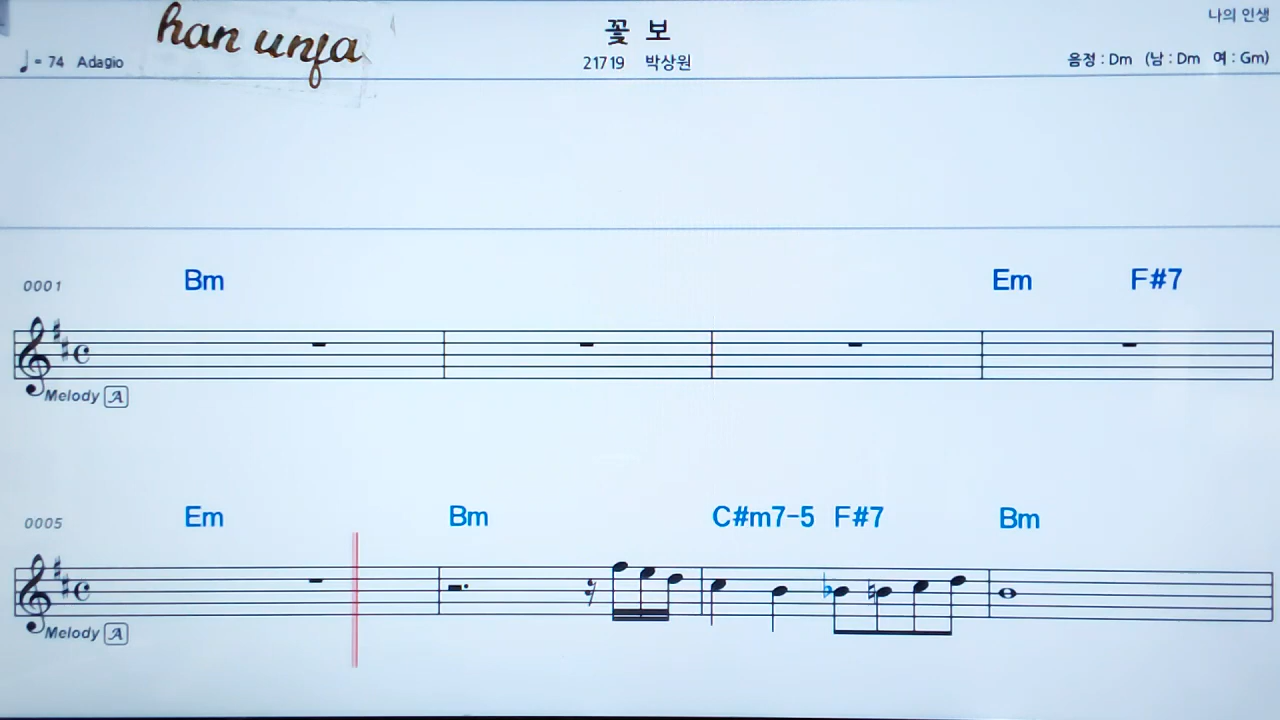 나의 인생
han unfa
꽃 보
♩= 74 Adagio
21719 박상원
음정 : Dm (남 : Dm 여 : Gm)
0001 Bm Em F#7
Melody A
0005 Em Bm C#m7-5 F#7 Bm
Melody A